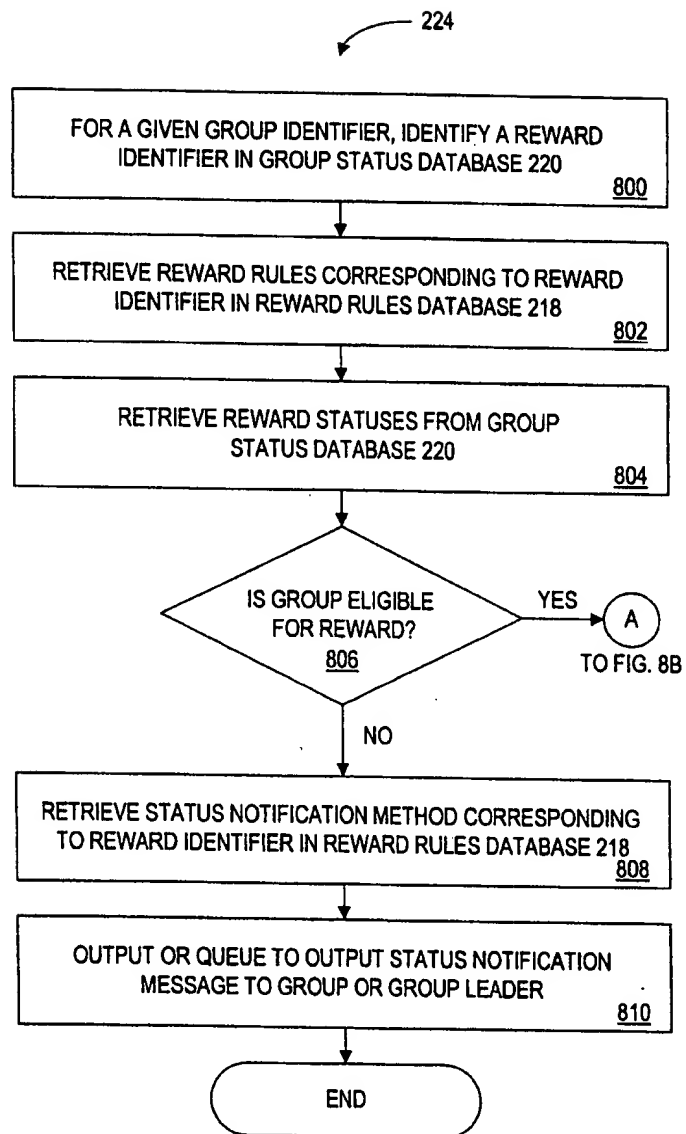 224
FOR A GIVEN GROUP IDENTIFIER, IDENTIFY A REWARD
IDENTIFIER IN GROUP STATUS DATABASE 220
800
RETRIEVE REWARD RULES CORRESPONDING TO REWARD
IDENTIFIER IN REWARD RULES DATABASE 218
802
RETRIEVE REWARD STATUSES FROM GROUP
STATUS DATABASE 220
804
IS GROUP ELIGIBLE
FOR REWARD?
806
YES
A
TO FIG. 8B
NO
RETRIEVE STATUS NOTIFICATION METHOD CORRESPONDING
TO REWARD IDENTIFIER IN REWARD RULES DATABASE 218
808
OUTPUT OR QUEUE TO OUTPUT STATUS NOTIFICATION
MESSAGE TO GROUP OR GROUP LEADER
810
END